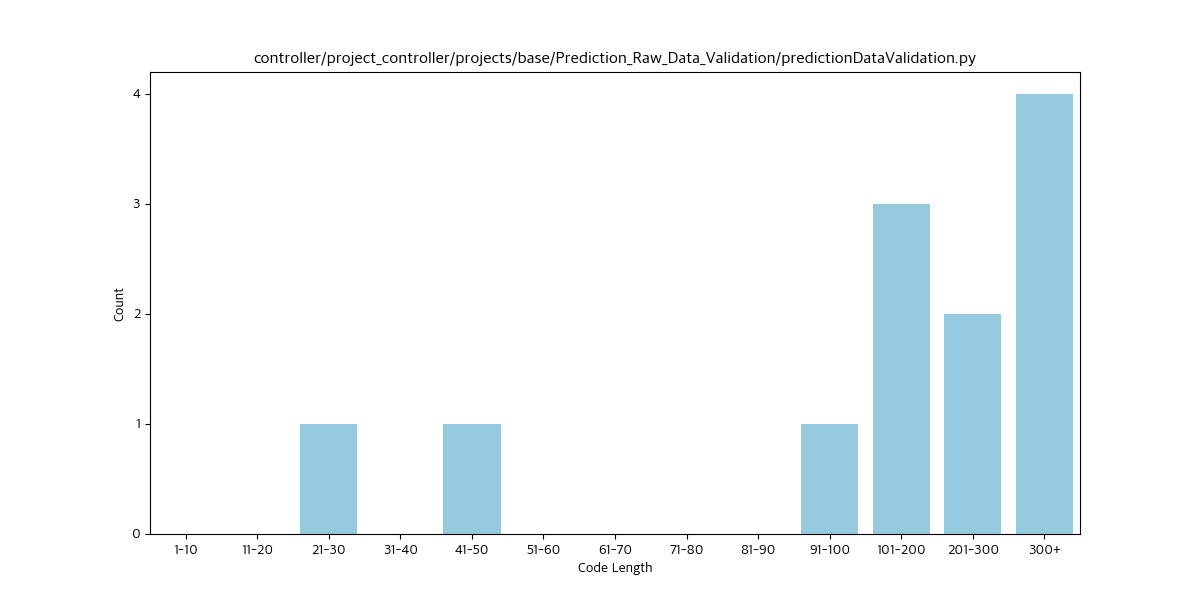 controller/project_controller/projects/base/Prediction_Raw_Data_Validation/predictionDataValidation.py
4
3
2
1
0
Count
1-10 11-20 21-30 31-40 41-50 51-60 61-70 71-80 81-90 91-100 101-200 201-300 300+
Code Length